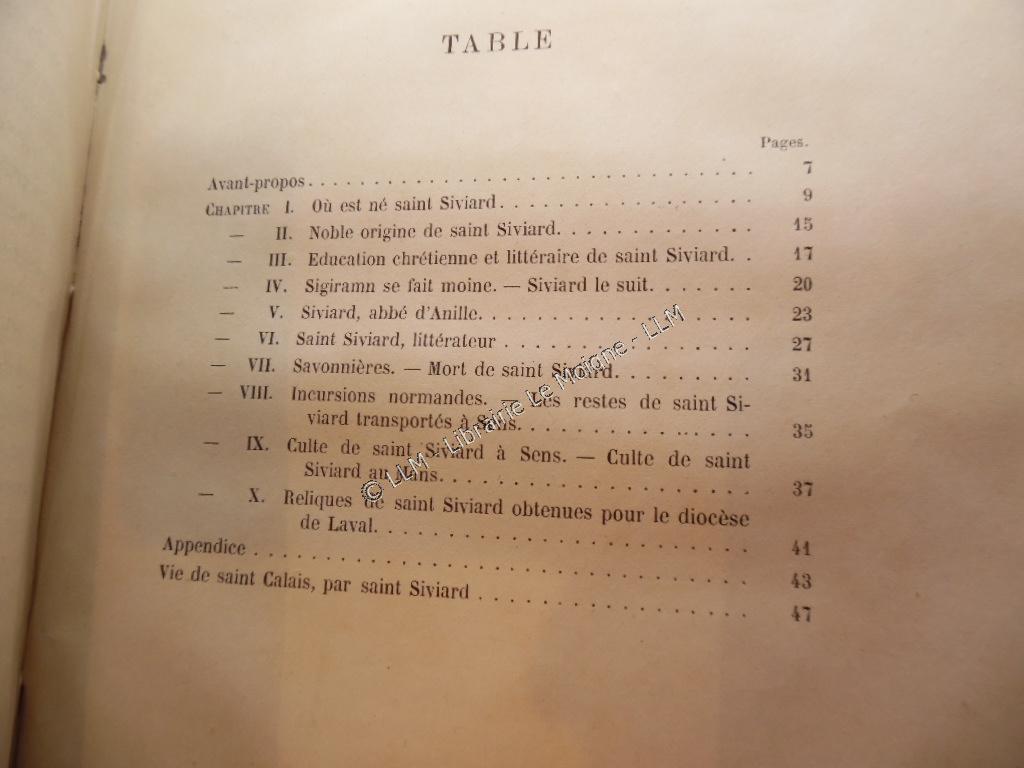 TABLE
Pages.
Avant-propos. . . . . . . . . . . . . . . . . . . . . . . . . . . . 7
CHAPITRE I. Où est né saint Siviard. . . . . . . . . . . . . . . . 9
— II. Noble origine de saint Siviard. . . . . . . . . . . . . 15
— III. Education chrétienne et littéraire de saint Siviard. . 17
— IV. Sigiramn se fait moine. — Siviard le suit. . . . . . . 20
— V. Siviard, abbé d'Anille. . . . . . . . . . . . . . . . . 23
— VI. Saint Siviard, littérateur . . . . . . . . . . . . . . . 27
— VII. Savonnières. — Mort de saint Siviard. . . . . . . . . 31
— VIII. Incursions normandes. — Les restes de saint Si-
viard transportés à Sens. . . . . . . . . . . . . . . 35
— IX. Culte de saint Siviard à Sens. — Culte de saint
Siviard au Mans. . . . . . . . . . . . . . . . . . . . 37
— X. Reliques de saint Siviard obtenues pour le diocèse
de Laval. . . . . . . . . . . . . . . . . . . . . . . . 41
Appendice . . . . . . . . . . . . . . . . . . . . . . . . . . . . 43
Vie de saint Calais, par saint Siviard . . . . . . . . . . . . . . 47
© LLM - Librairie Le Moigne - LLM